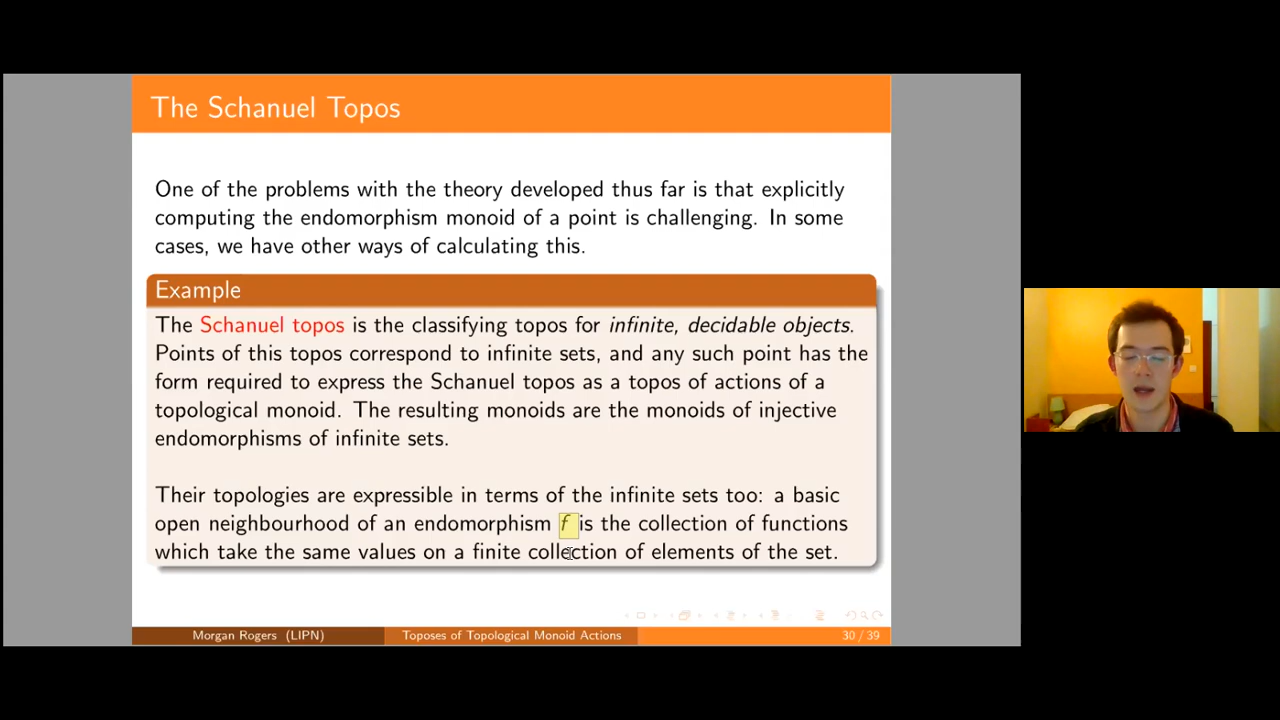 The Schanuel Topos
One of the problems with the theory developed thus far is that explicitly
computing the endomorphism monoid of a point is challenging. In some
cases, we have other ways of calculating this.
Example
The Schanuel topos is the classifying topos for infinite, decidable objects.
Points of this topos correspond to infinite sets, and any such point has the
form required to express the Schanuel topos as a topos of actions of a
topological monoid. The resulting monoids are the monoids of injective
endomorphisms of infinite sets.
Their topologies are expressible in terms of the infinite sets too: a basic
open neighbourhood of an endomorphism f is the collection of functions
which take the same values on a finite collection of elements of the set.
Morgan Rogers (LIPN)
Toposes of Topological Monoid Actions
30 / 39